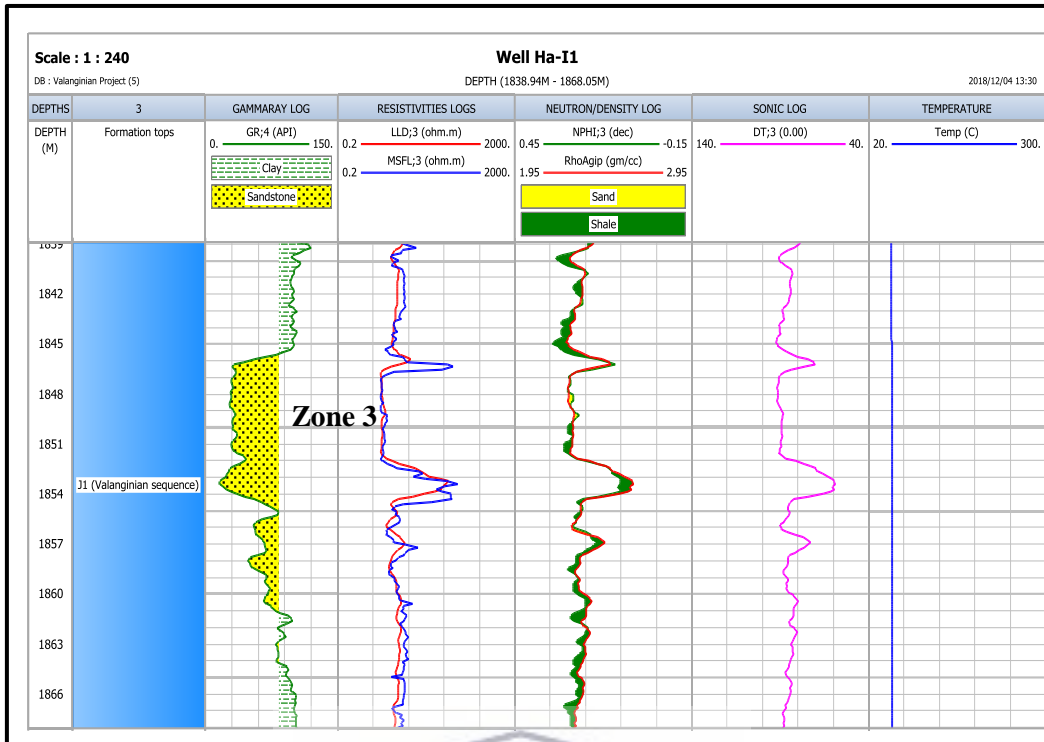 Scale : 1 : 240
Well Ha-I1
DB : Valanginian Project (5)
DEPTH (1838.94M - 1868.05M)
2018/12/04 13:30
DEPTHS 3 GAMMARAY LOG RESISTIVITIES LOGS NEUTRON/DENSITY LOG SONIC LOG TEMPERATURE
DEPTH (M)
Formation tops
GR;4 (API)
0. 150.
Clay
Sandstone
LLD;3 (ohm.m)
0.2 2000.
MSFL;3 (ohm.m)
0.2 2000.
NPHI;3 (dec)
0.45 -0.15
RhoAgip (gm/cc)
1.95 2.95
Sand
Shale
DT;3 (0.00)
140. 40.
Temp (C)
20. 300.
1839
1842
1845
1848
Zone 3
1851
J1 (Valanginian sequence)
1854
1857
1860
1863
1866